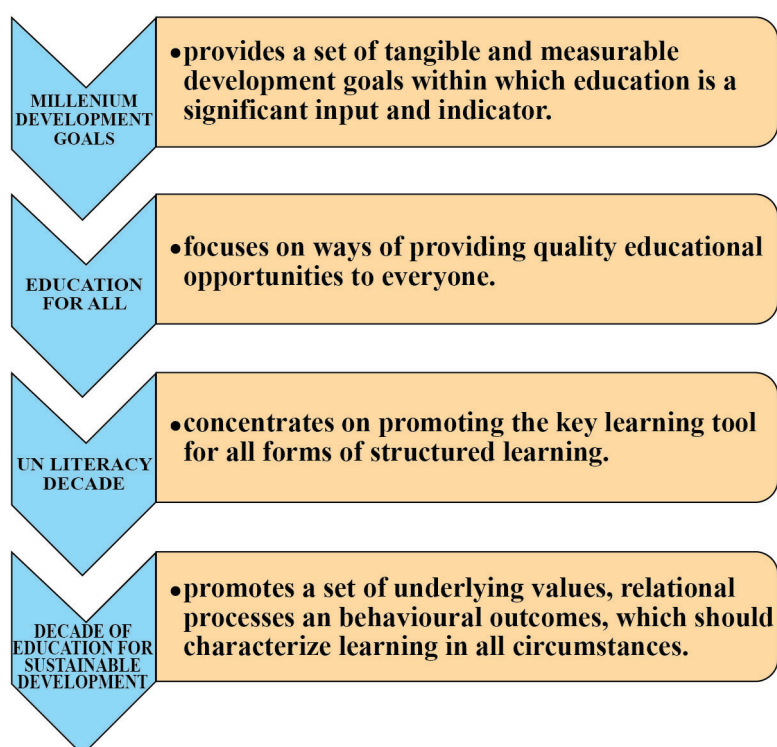 MILLENIUM
DEVELOPMENT
GOALS
•provides a set of tangible and measurable
development goals within which education is a
significant input and indicator.
EDUCATION
FOR ALL
•focuses on ways of providing quality educational
opportunities to everyone.
UN LITERACY
DECADE
•concentrates on promoting the key learning tool
for all forms of structured learning.
DECADE OF
EDUCATION FOR
SUSTAINABLE
DEVELOPMENT
•promotes a set of underlying values, relational
processes an behavioural outcomes, which should
characterize learning in all circumstances.